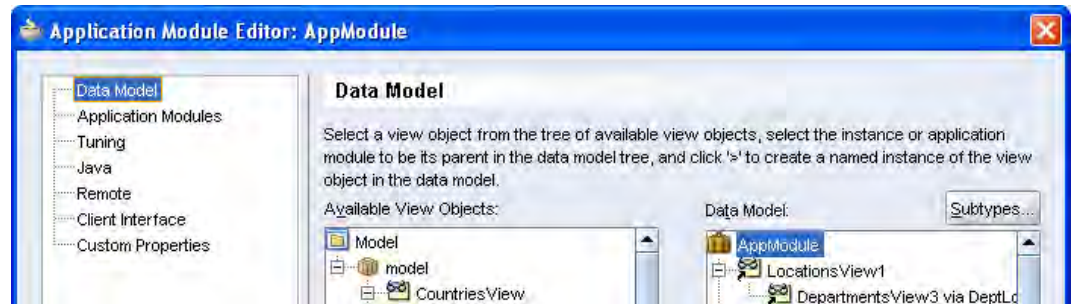 Application Module Editor: AppModule
Data Model
Application Modules
Tuning
Java
Remote
Client Interface
Custom Properties
Data Model
Select a view object from the tree of available view objects, select the instance or application
module to be its parent in the data model tree, and click '>' to create a named instance of the view
object in the data model.
Available View Objects:
Model
model
CountriesView
Data Model:
Subtypes...
AppModule
LocationsView1
DepartmentsView3 via DeptLo